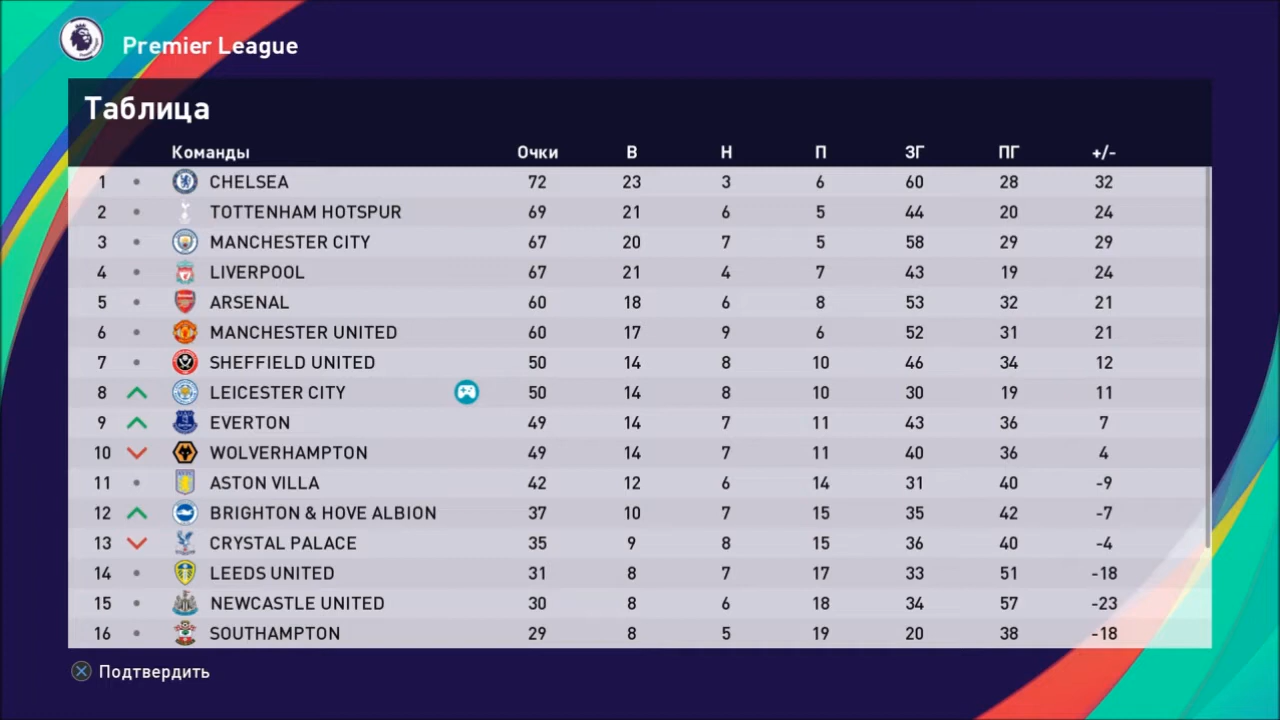 Premier League
Таблица
Команды Очки В Н П ЗГ ПГ +/-
1 CHELSEA 72 23 3 6 60 28 32
2 TOTTENHAM HOTSPUR 69 21 6 5 44 20 24
3 MANCHESTER CITY 67 20 7 5 58 29 29
4 LIVERPOOL 67 21 4 7 43 19 24
5 ARSENAL 60 18 6 8 53 32 21
6 MANCHESTER UNITED 60 17 9 6 52 31 21
7 SHEFFIELD UNITED 50 14 8 10 46 34 12
8 LEICESTER CITY 50 14 8 10 30 19 11
9 EVERTON 49 14 7 11 43 36 7
10 WOLVERHAMPTON 49 14 7 11 40 36 4
11 ASTON VILLA 42 12 6 14 31 40 -9
12 BRIGHTON & HOVE ALBION 37 10 7 15 35 42 -7
13 CRYSTAL PALACE 35 9 8 15 36 40 -4
14 LEEDS UNITED 31 8 7 17 33 51 -18
15 NEWCASTLE UNITED 30 8 6 18 34 57 -23
16 SOUTHAMPTON 29 8 5 19 20 38 -18
Подтвердить